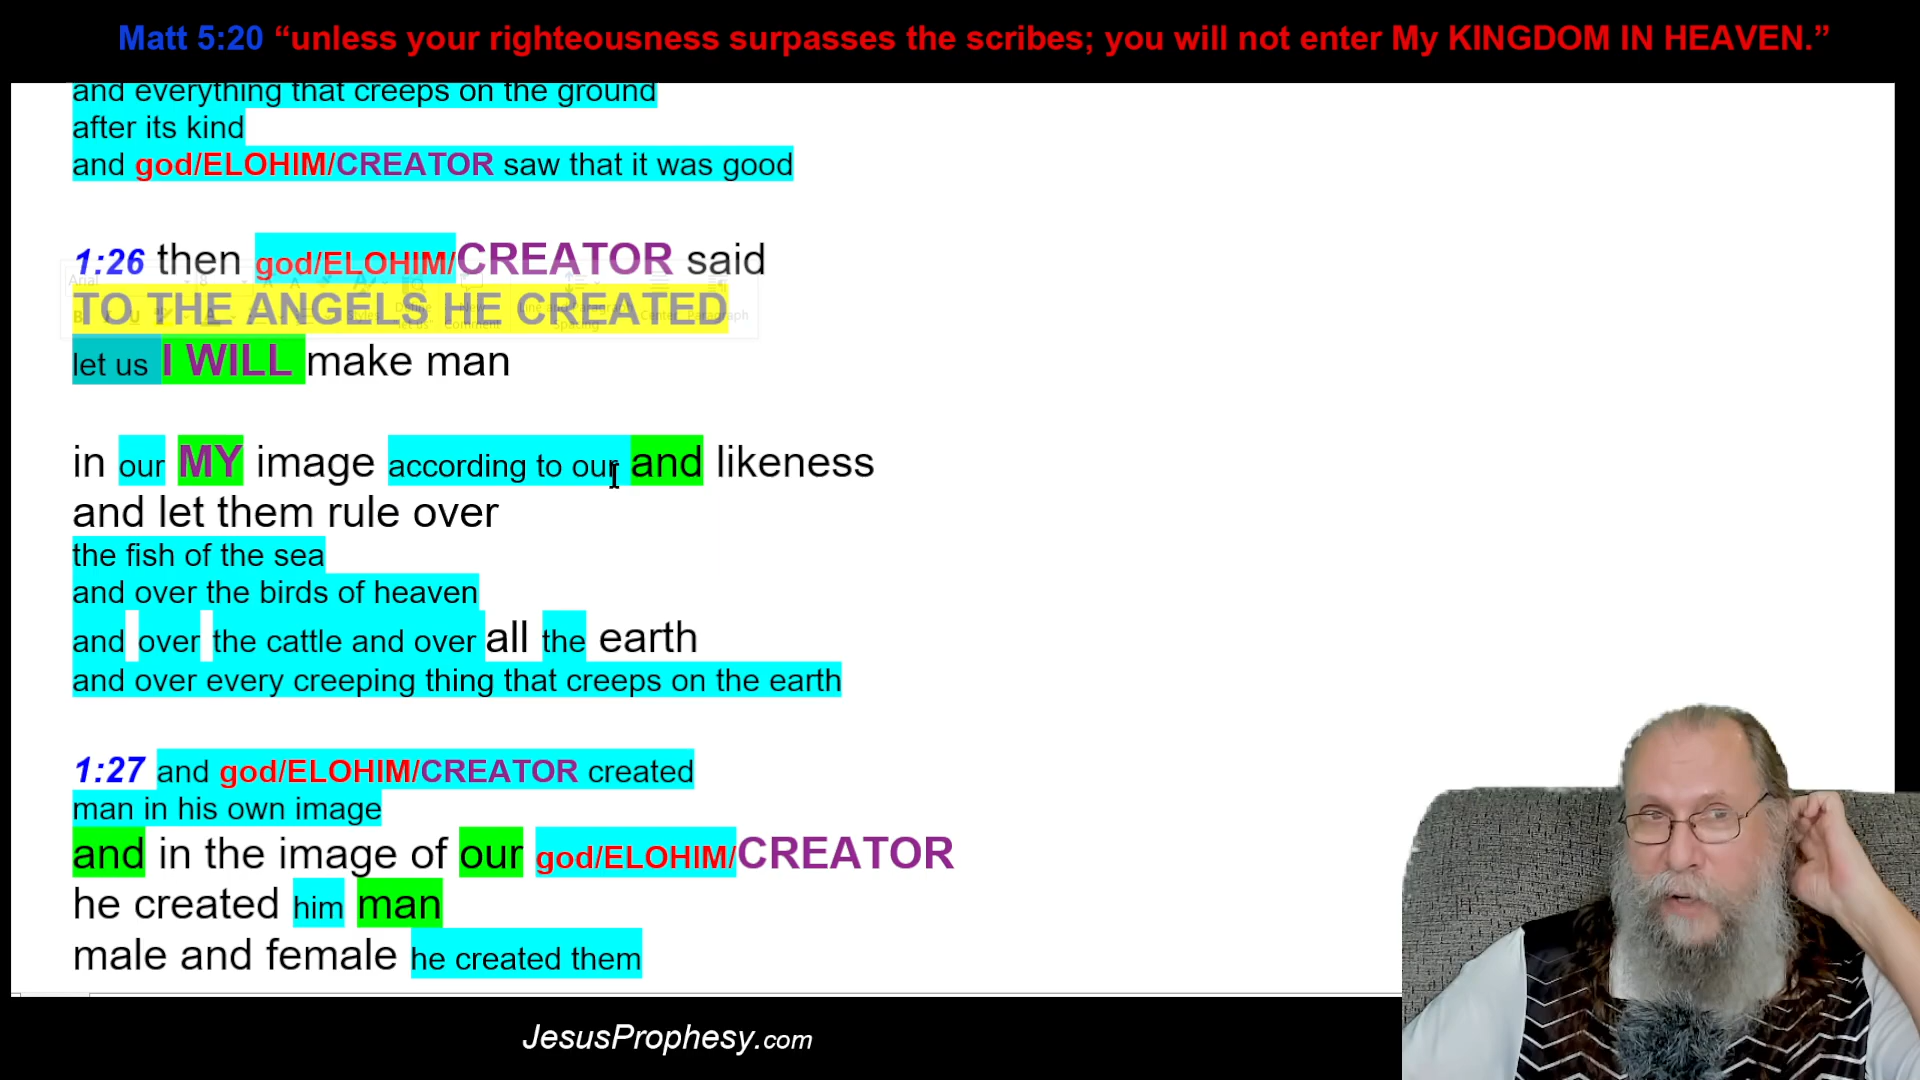 Matt 5:20 “unless your righteousness surpasses the scribes; you will not enter My KINGDOM IN HEAVEN.”
and everything that creeps on the ground
after its kind
and god/ELOHIM/CREATOR saw that it was good
1:26 then god/ELOHIM/CREATOR said
TO THE ANGELS HE CREATED
let us I WILL make man
in our MY image according to our and likeness
and let them rule over
the fish of the sea
and over the birds of heaven
and over the cattle and over all the earth
and over every creeping thing that creeps on the earth
1:27 and god/ELOHIM/CREATOR created
man in his own image
and in the image of our god/ELOHIM/CREATOR
he created him man
male and female he created them
JesusProphesy.com